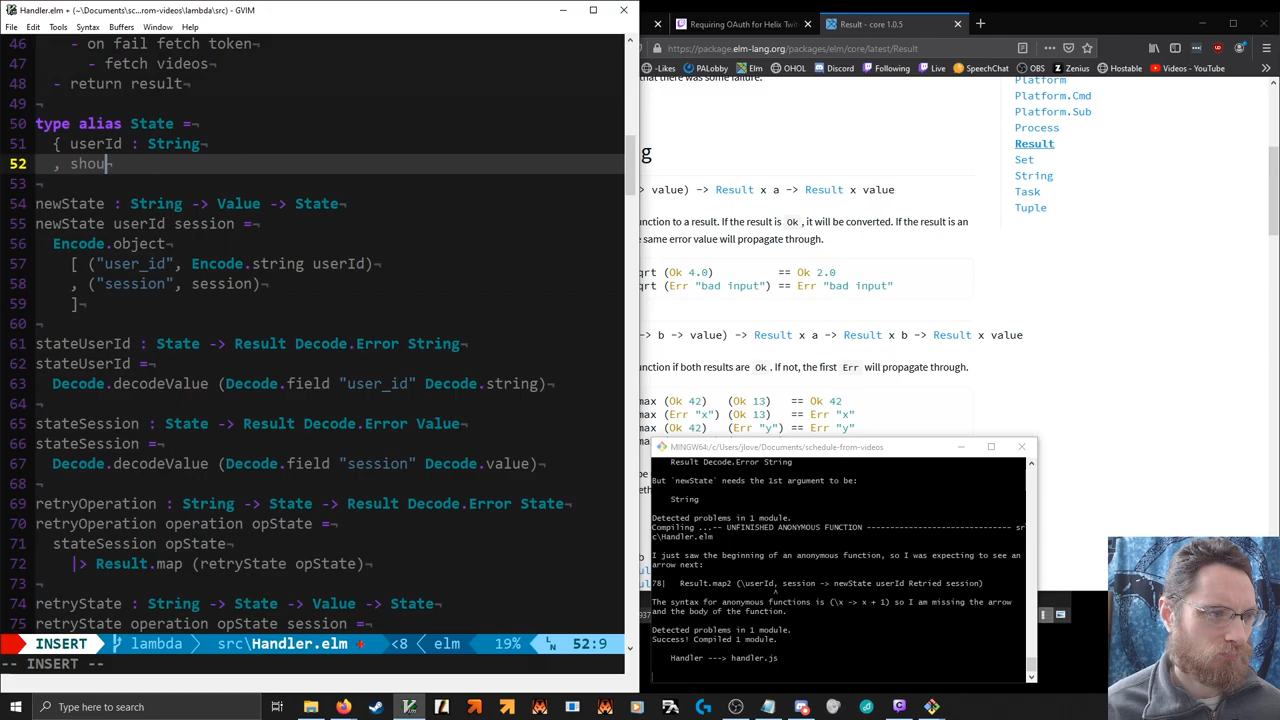 Handler.elm + (~\Documents\sc...rom-videos\lambda\src) - GVIM
File Edit Tools Syntax Buffers Window Help
46     - on fail fetch token¬
47       - fetch videos¬
48   - return result¬
49 ¬
50 type alias State =¬
51   { userId : String¬
52   , shou¬
53 ¬
54 newState : String -> Value -> State¬
55 newState userId session =¬
56   Encode.object
57     [ ("user_id", Encode.string userId)¬
58     , ("session", session)¬
59     ]¬
60 ¬
61 stateUserId : State -> Result Decode.Error String¬
62 stateUserId =¬
63   Decode.decodeValue (Decode.field "user_id" Decode.string)¬
64 ¬
65 stateSession : State -> Result Decode.Error Value¬
66 stateSession =¬
67   Decode.decodeValue (Decode.field "session" Decode.value)¬
68 ¬
69 retryOperation : String -> State -> Result Decode.Error State¬
70 retryOperation operation opState =¬
71   stateSession opState¬
72     |> Result.map (retryState opState)¬
73 ¬
74 retryState : String -> State -> Value -> State¬
75 retryState operation opState session =¬
INSERT lambda src\Handler.elm + <8 < elm 19% LN 52:9
-- INSERT --
Requiring OAuth for Helix Twit
Result - core 1.0.5
https://package.elm-lang.org/packages/elm/core/latest/Result
-Likes PALobby Elm OHOL Discord Following Live SpeechChat OBS Zenius Hostable Videos - YouTube
that there was some failure.
g
> value) -> Result x a -> Result x value
unction to a result. If the result is Ok, it will be converted. If the result is an
e same error value will propagate through.
qrt (Ok 4.0) == Ok 2.0
qrt (Err "bad input") == Err "bad input"
-> b -> value) -> Result x a -> Result x b -> Result x value
unction if both results are Ok. If not, the first Err will propagate through.
max (Ok 42) (Ok 13) == Ok 42
max (Err "x") (Ok 13) == Err "x"
max (Ok 42) (Err "y") == Err "y"
Platform
Platform.Cmd
Platform.Sub
Process
Result
Set
String
Task
Tuple
MINGW64:/c/Users/jlove/Documents/schedule-from-videos
Result Decode.Error String
But `newState` needs the 1st argument to be:
String
Detected problems in 1 module.
Compiling ...-- UNFINISHED ANONYMOUS FUNCTION ------------------------------ sr
c\Handler.elm
I just saw the beginning of an anonymous function, so I was expecting to see an
arrow next:
78|   Result.map2 (\userId, session -> newState userId Retried session)
^
The syntax for anonymous functions is (\x -> x + 1) so I am missing the arrow
and the body of the function.
Detected problems in 1 module.
Success! Compiled 1 module.
Handler ---> handler.js
Type here to search